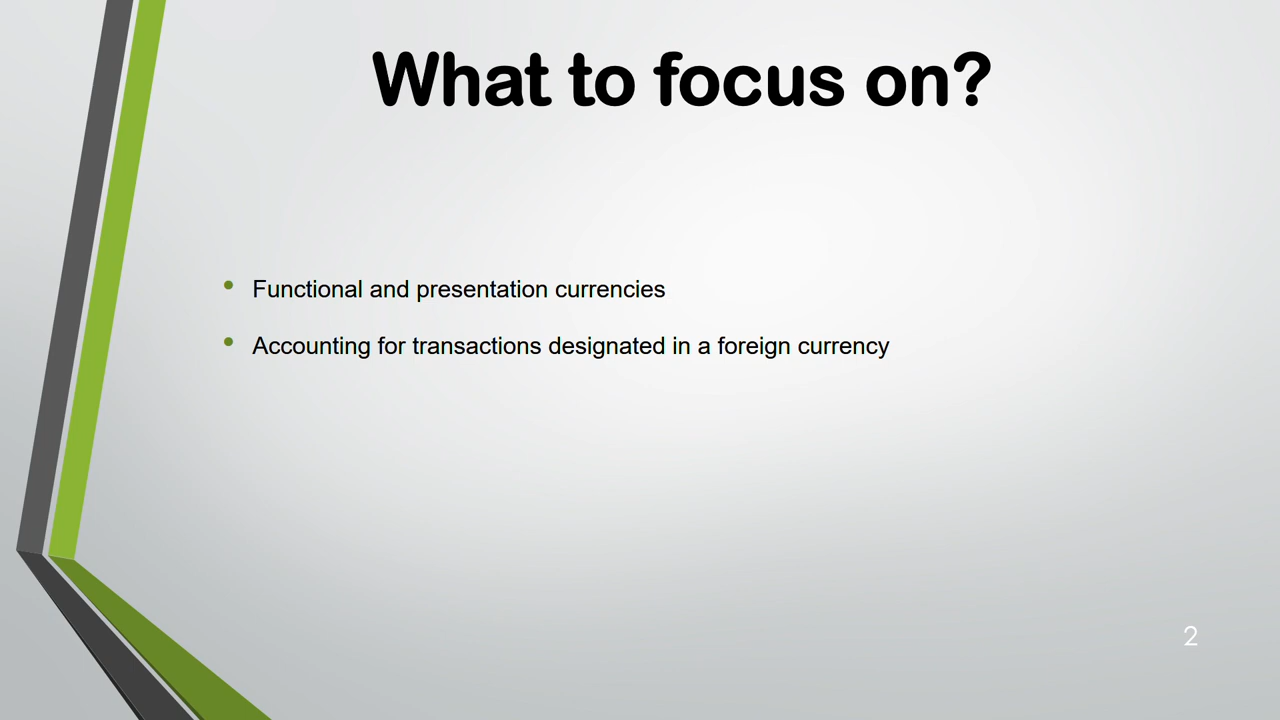 What to focus on?
• Functional and presentation currencies
• Accounting for transactions designated in a foreign currency
2